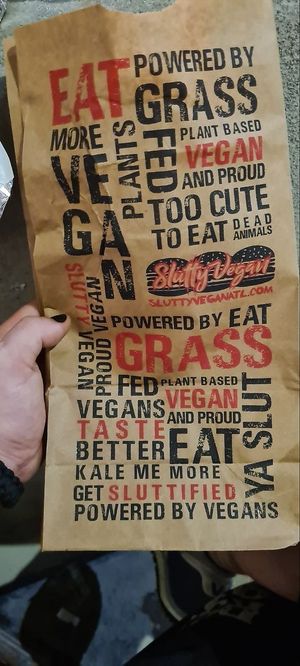 EAT
POWERED BY
GRASS
MORE
PLANTS
FED
PLANT BASED
VEGAN
VEGAN
AND PROUD
TOO CUTE
TO EAT
DEAD
ANIMALS
Slutty Vegan
SLUTTYVEGANATL.COM
SLUTTY VEGAN
PROUD VEGAN
POWERED BY EAT
GRASS
FED
PLANT BASED
VEGANS
VEGAN
TASTE
AND PROUD
BETTER
EAT
YA SLUT
KALE ME MORE
GET SLUTTIFIED
POWERED BY VEGANS